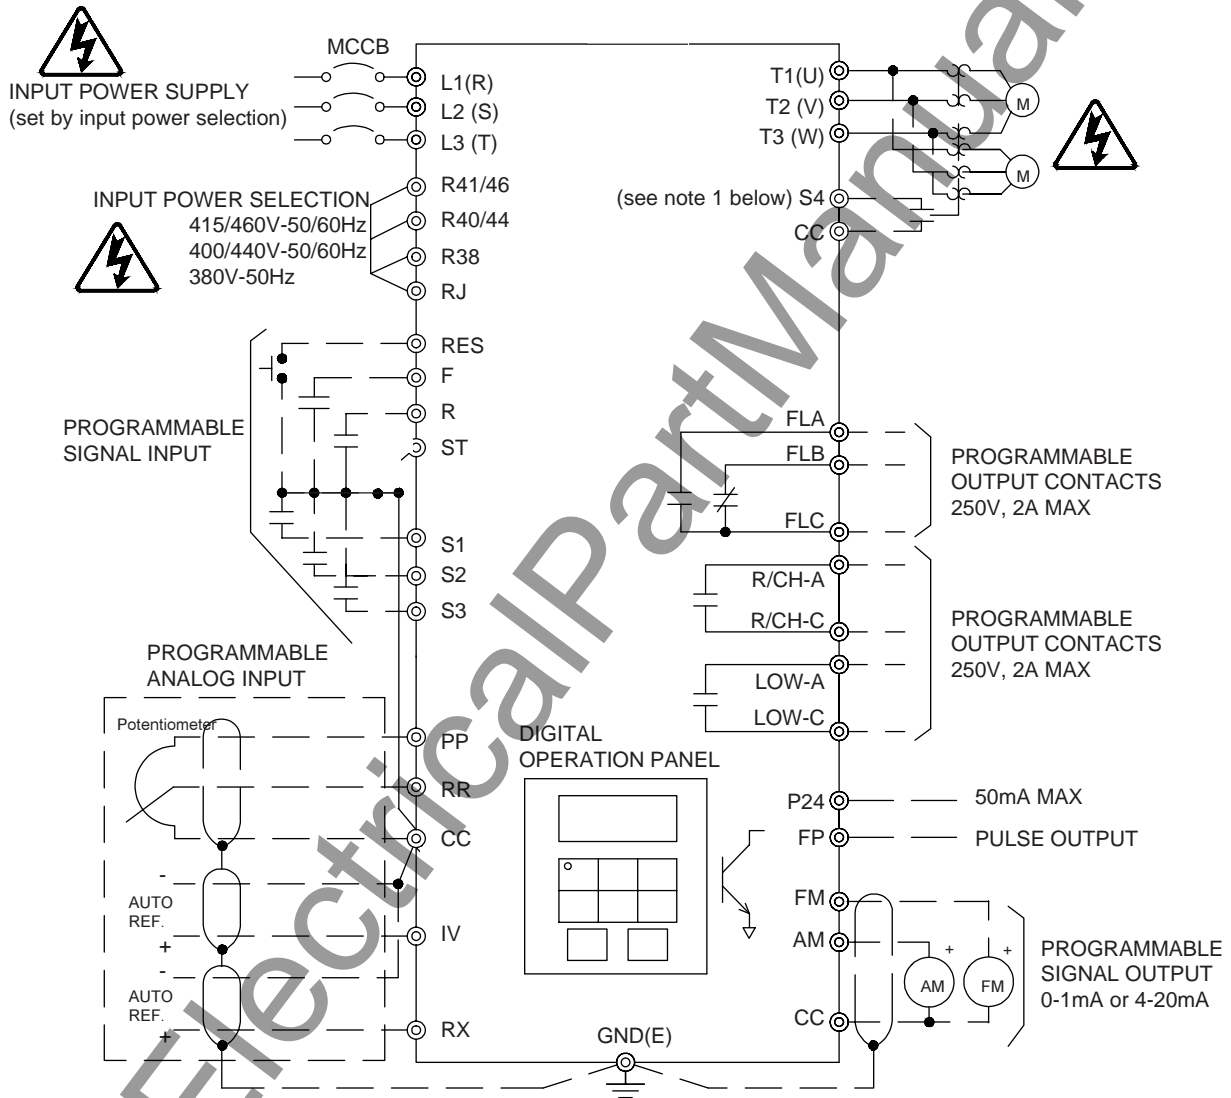 MCCB
INPUT POWER SUPPLY
(set by input power selection)
L1(R)
L2 (S)
L3 (T)
INPUT POWER SELECTION
415/460V-50/60Hz
400/440V-50/60Hz
380V-50Hz
R41/46
R40/44
R38
RJ
PROGRAMMABLE
SIGNAL INPUT
RES
F
R
ST
S1
S2
S3
PROGRAMMABLE
ANALOG INPUT
Potentiometer
PP
RR
CC
-
AUTO
REF.
+
IV
-
AUTO
REF.
+
RX
T1(U)
T2 (V)
T3 (W)
M
M
(see note 1 below) S4
CC
FLA
FLB
FLC
PROGRAMMABLE
OUTPUT CONTACTS
250V, 2A MAX
R/CH-A
R/CH-C
LOW-A
LOW-C
PROGRAMMABLE
OUTPUT CONTACTS
250V, 2A MAX
DIGITAL
OPERATION PANEL
P24
50mA MAX
FP
PULSE OUTPUT
FM
AM
CC
+
+
AM
FM
PROGRAMMABLE
SIGNAL OUTPUT
0-1mA or 4-20mA
GND(E)
ElectricalPartManual